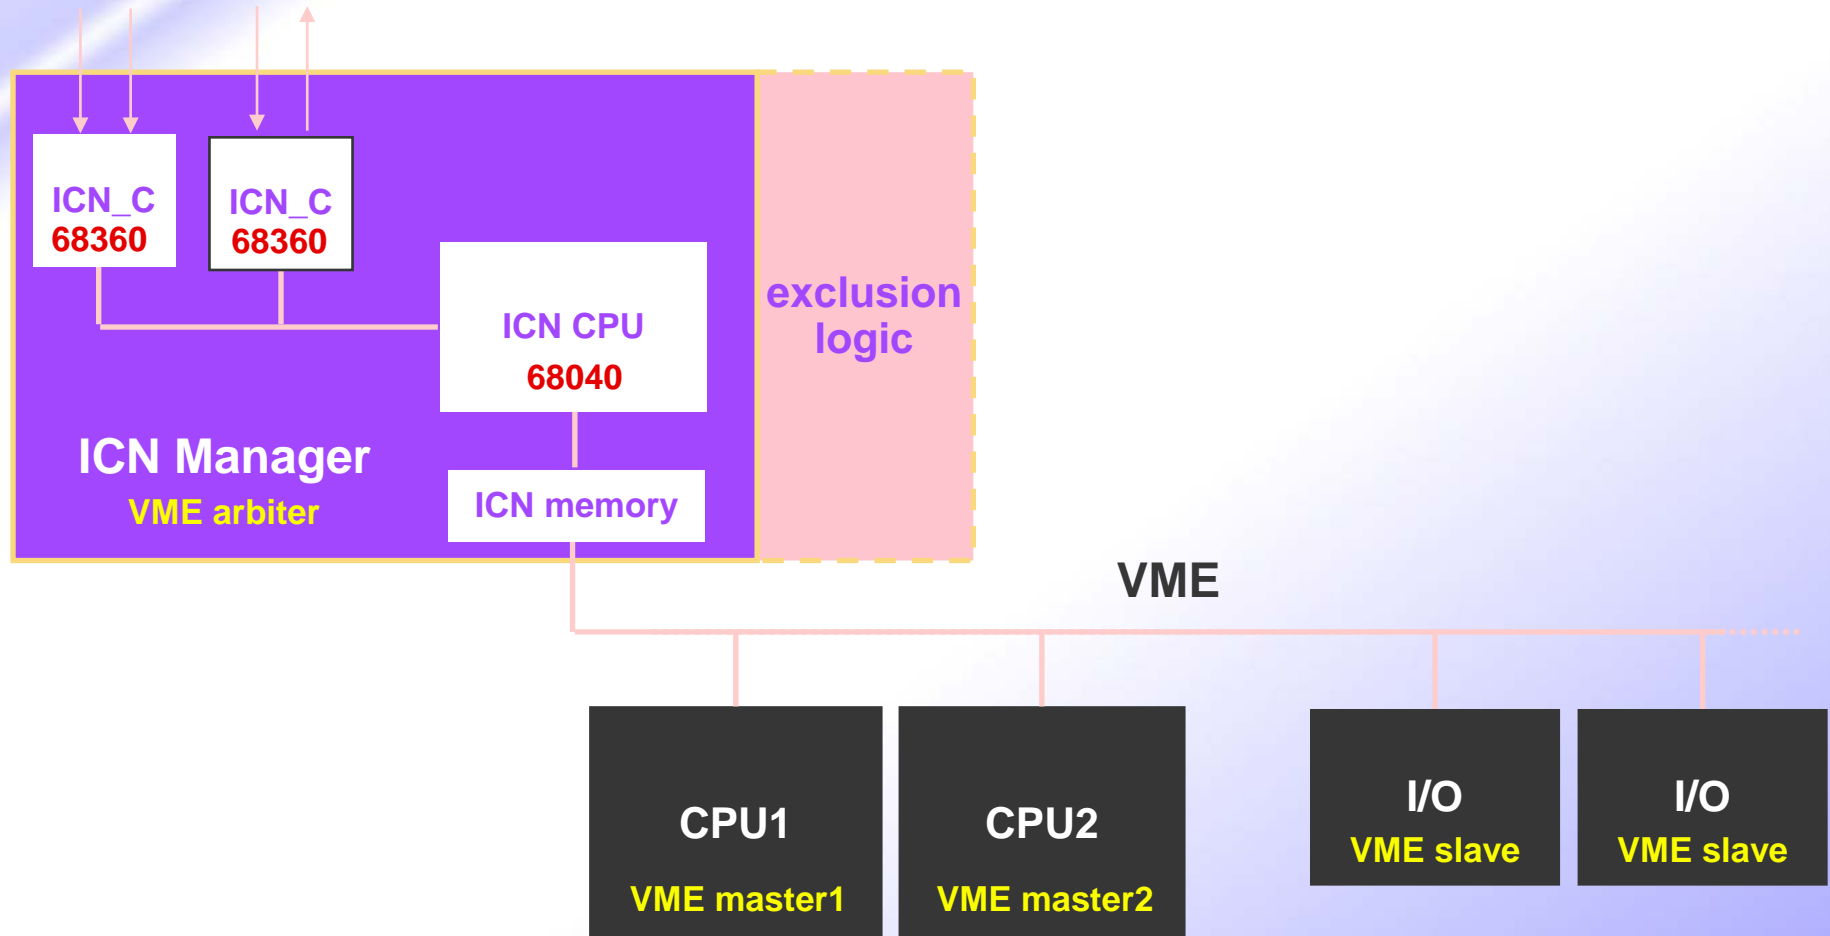 ICN_C
68360
ICN_C
68360
ICN CPU
68040
exclusion
logic
ICN Manager
VME arbiter
ICN memory
VME
CPU1
VME master1
CPU2
VME master2
I/O
VME slave
I/O
VME slave